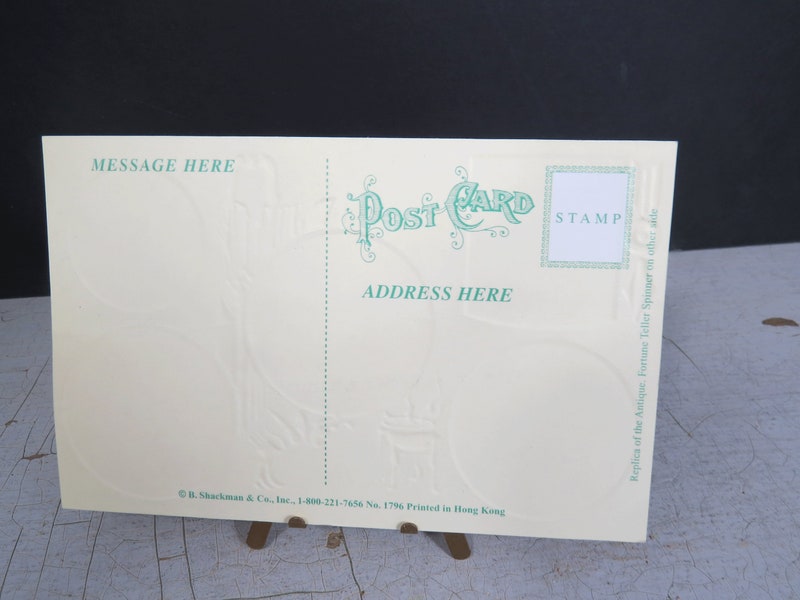 MESSAGE HERE
POST CARD
STAMP
ADDRESS HERE
Replica of the Antique. Fortune Teller Spinner on other side
© B. Shackman & Co., Inc., 1-800-221-7656 No. 1796 Printed in Hong Kong